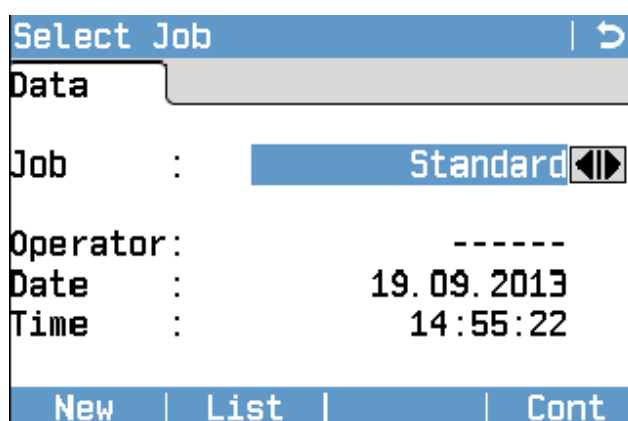 Select Job
Data
Job : Standard
Operator: ------
Date : 19.09.2013
Time : 14:55:22
New | List | | Cont